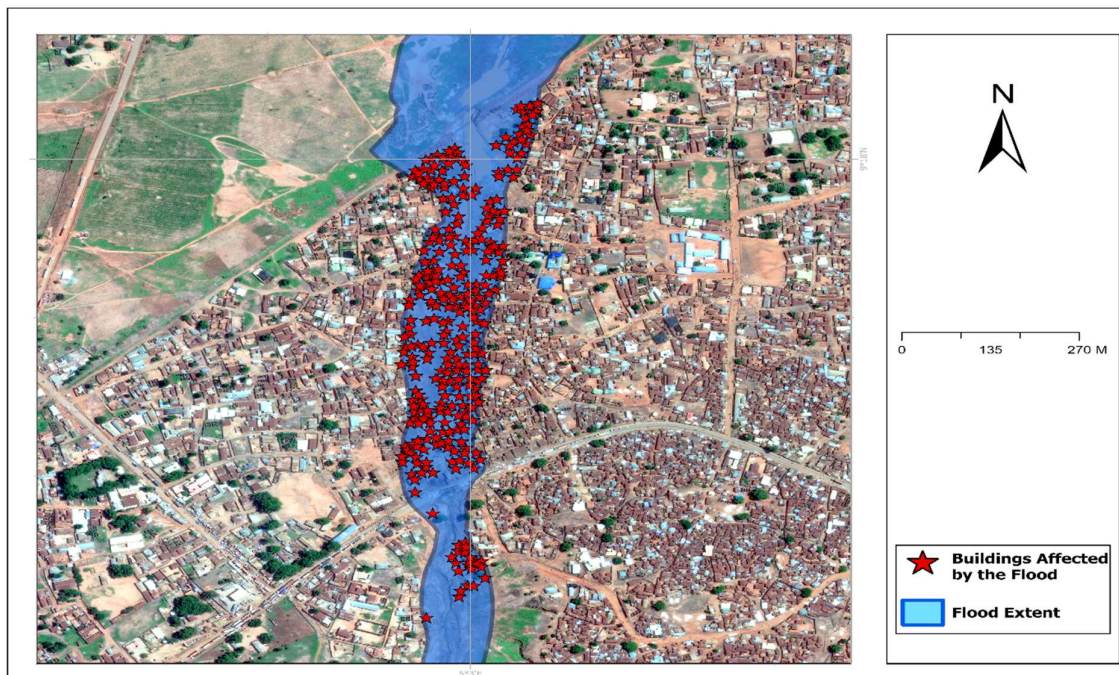 N
0 135 270 M
Buildings Affected
by the Flood
Flood Extent